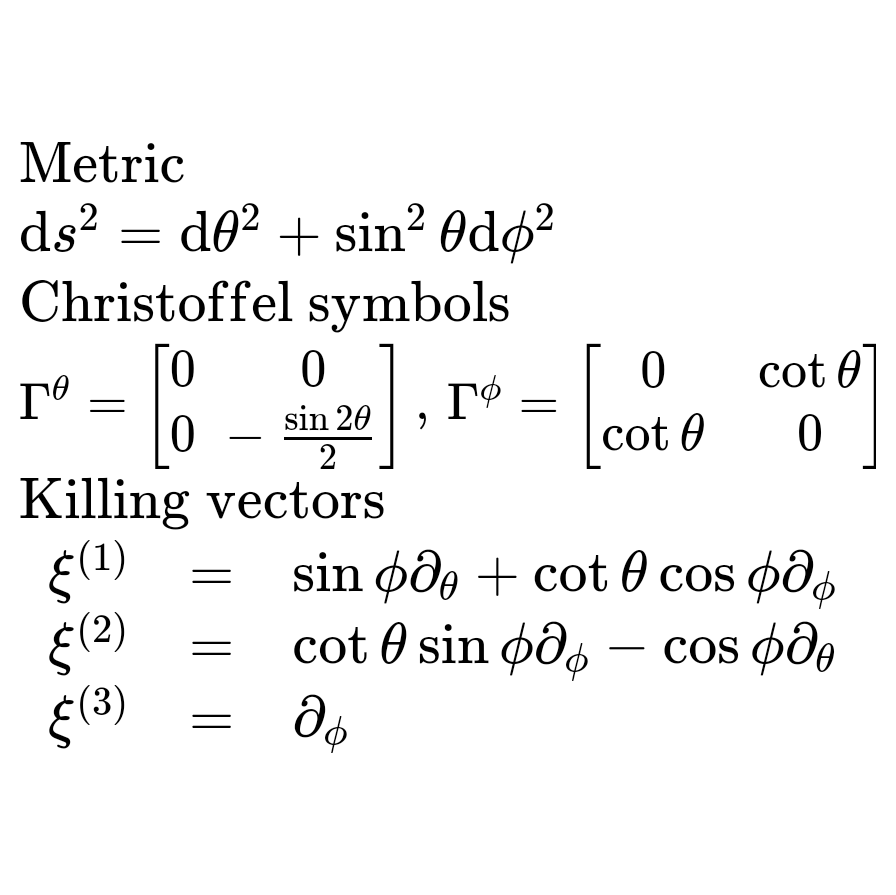 Metric
ds² = dθ² + sin² θdϕ²
Christoffel symbols
Γ^θ = [0 0; 0 −(sin 2θ)/2], Γ^ϕ = [0 cot θ; cot θ 0]
Killing vectors
ξ⁽¹⁾ = sin ϕ∂_θ + cot θ cos ϕ∂_ϕ
ξ⁽²⁾ = cot θ sin ϕ∂_ϕ − cos ϕ∂_θ
ξ⁽³⁾ = ∂_ϕ